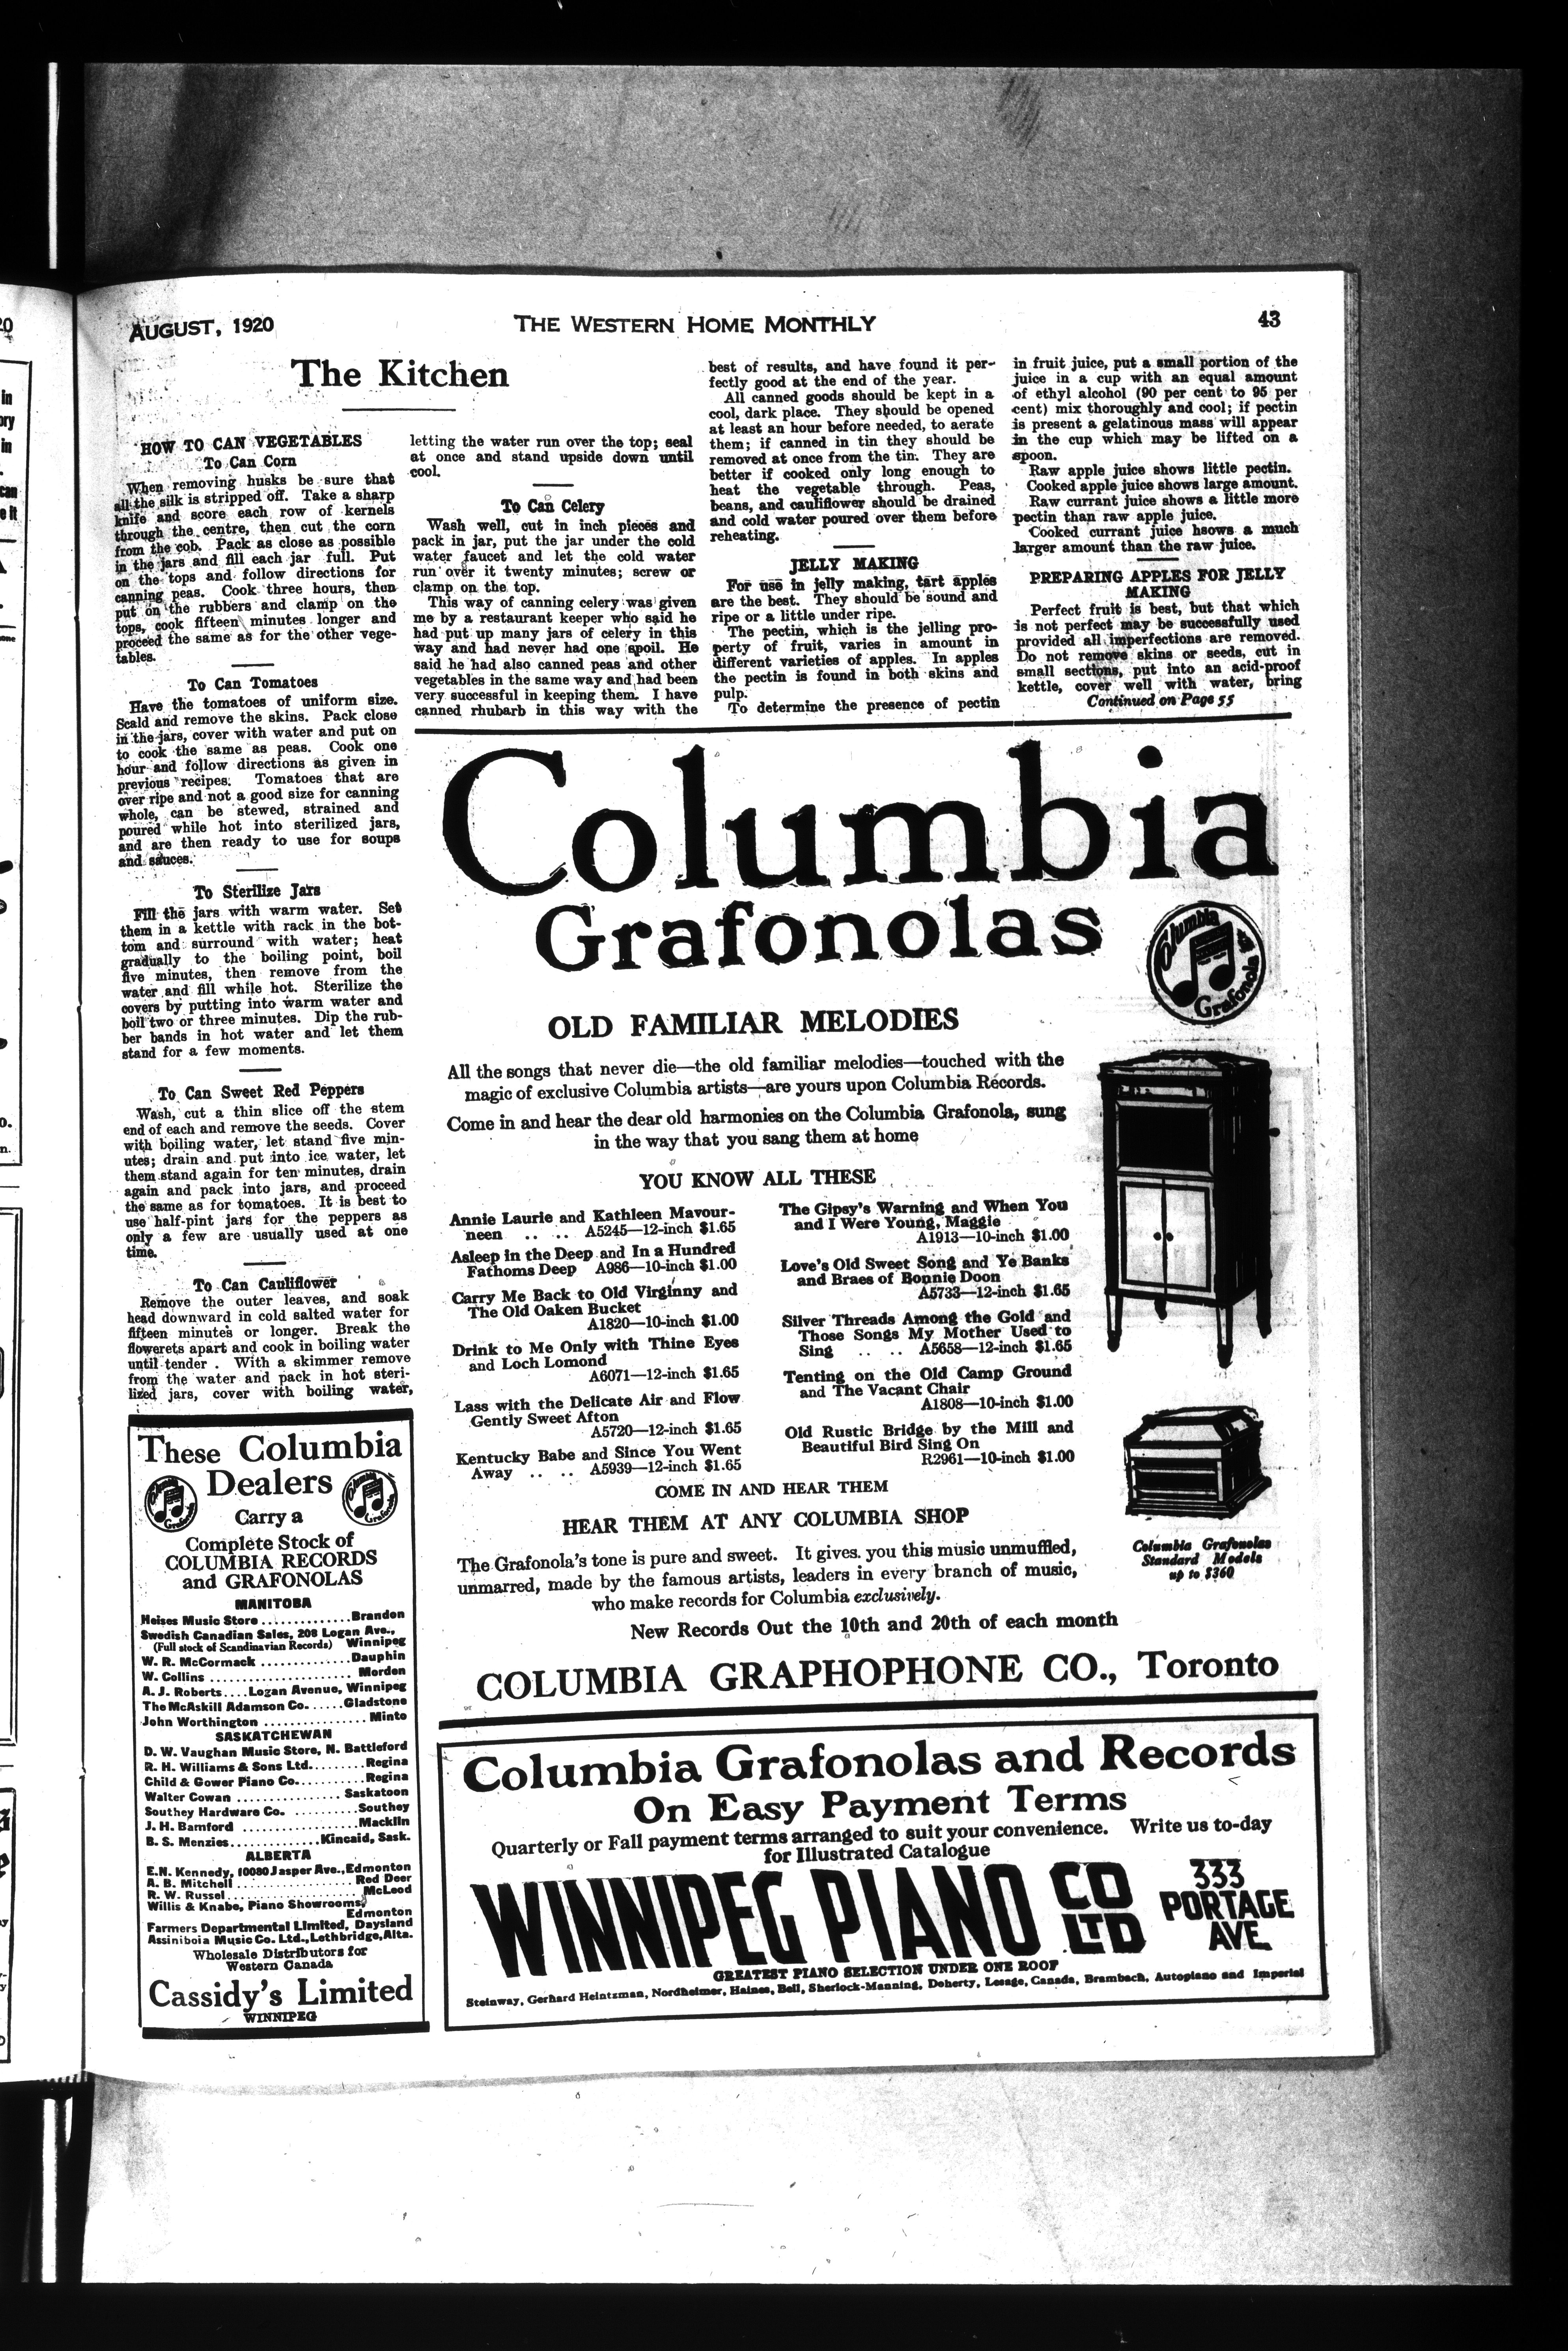 AUGUST, 1920
THE WESTERN HOME MONTHLY
43
The Kitchen
HOW TO CAN VEGETABLES
To Can Corn
When removing husks be sure that
all the silk is stripped off. Take a sharp
knife and score each row of kernels
through the centre, then cut the corn
from the cob. Pack as close as possible
in the jars and fill each jar full. Put
on the tops and follow directions for
canning peas. Cook three hours, then
put on the rubbers and clamp on the
tops, cook fifteen minutes longer and
proceed the same as for the other vege-
tables.
To Can Tomatoes
Have the tomatoes of uniform size.
Scald and remove the skins. Pack close
in the jars, cover with water and put on
to cook the same as peas. Cook one
hour and follow directions as given in
previous recipes. Tomatoes that are
over ripe and not a good size for canning
whole, can be stewed, strained and
poured while hot into sterilized jars,
and are then ready to use for soups
and sauces.
To Sterilize Jars
Fill the jars with warm water. Set
them in a kettle with rack in the bot-
tom and surround with water; heat
gradually to the boiling point, boil
five minutes, then remove from the
water and fill while hot. Sterilize the
covers by putting into warm water and
boil two or three minutes. Dip the rub-
ber bands in hot water and let them
stand for a few moments.
To Can Sweet Red Peppers
Wash, cut a thin slice off the stem
end of each and remove the seeds. Cover
with boiling water, let stand five min-
utes; drain and put into ice water, let
them stand again for ten minutes, drain
again and pack into jars, and proceed
the same as for tomatoes. It is best to
use half-pint jars for the peppers as
only a few are usually used at one
time.
To Can Cauliflower
Remove the outer leaves, and soak
head downward in cold salted water for
fifteen minutes or longer. Break the
flowerets apart and cook in boiling water
until tender . With a skimmer remove
from the water and pack in hot steri-
lized jars, cover with boiling water,
letting the water run over the top; seal
at once and stand upside down until
cool.
To Can Celery
Wash well, cut in inch pieces and
pack in jar, put the jar under the cold
water faucet and let the cold water
run over it twenty minutes; screw or
clamp on the top.
This way of canning celery was given
me by a restaurant keeper who said he
had put up many jars of celery in this
way and had never had one spoil. He
said he had also canned peas and other
vegetables in the same way and had been
very successful in keeping them. I have
canned rhubarb in this way with the
best of results, and have found it per-
fectly good at the end of the year.
All canned goods should be kept in a
cool, dark place. They should be opened
at least an hour before needed, to aerate
them; if canned in tin they should be
removed at once from the tin. They are
better if cooked only long enough to
heat the vegetable through. Peas,
beans, and cauliflower should be drained
and cold water poured over them before
reheating.
JELLY MAKING
For use in jelly making, tart apples
are the best. They should be sound and
ripe or a little under ripe.
The pectin, which is the jelling pro-
perty of fruit, varies in amount in
different varieties of apples. In apples
the pectin is found in both skins and
pulp.
To determine the presence of pectin
in fruit juice, put a small portion of the
juice in a cup with an equal amount
of ethyl alcohol (90 per cent to 95 per
cent) mix thoroughly and cool; if pectin
is present a gelatinous mass will appear
in the cup which may be lifted on a
spoon.
Raw apple juice shows little pectin.
Cooked apple juice shows large amount.
Raw currant juice shows a little more
pectin than raw apple juice.
Cooked currant juice hsows a much
larger amount than the raw juice.
PREPARING APPLES FOR JELLY
MAKING
Perfect fruit is best, but that which
is not perfect may be successfully used
provided all imperfections are removed.
Do not remove skins or seeds, cut in
small sections, put into an acid-proof
kettle, cover well with water, bring
Continued on Page 55
Columbia
Grafonolas
Columbia
Grafonola
OLD FAMILIAR MELODIES
All the songs that never die—the old familiar melodies—touched with the
magic of exclusive Columbia artists—are yours upon Columbia Records.
Come in and hear the dear old harmonies on the Columbia Grafonola, sung
in the way that you sang them at home
YOU KNOW ALL THESE
Annie Laurie and Kathleen Mavour-
neen .. .. A5245—12-inch $1.65
Asleep in the Deep and In a Hundred
Fathoms Deep A986—10-inch $1.00
Carry Me Back to Old Virginny and
The Old Oaken Bucket
A1820—10-inch $1.00
Drink to Me Only with Thine Eyes
and Loch Lomond
A6071—12-inch $1.65
Lass with the Delicate Air and Flow
Gently Sweet Afton
A5720—12-inch $1.65
Kentucky Babe and Since You Went
Away .. .. A5939—12-inch $1.65
The Gipsy's Warning and When You
and I Were Young, Maggie
A1913—10-inch $1.00
Love's Old Sweet Song and Ye Banks
and Braes of Bonnie Doon
A5733—12-inch $1.65
Silver Threads Among the Gold and
Those Songs My Mother Used to
Sing .. .. A5658—12-inch $1.65
Tenting on the Old Camp Ground
and The Vacant Chair
A1808—10-inch $1.00
Old Rustic Bridge by the Mill and
Beautiful Bird Sing On
R2961—10-inch $1.00
COME IN AND HEAR THEM
HEAR THEM AT ANY COLUMBIA SHOP
The Grafonola's tone is pure and sweet. It gives you this music unmuffled,
unmarred, made by the famous artists, leaders in every branch of music,
who make records for Columbia exclusively.
New Records Out the 10th and 20th of each month
Columbia Grafonolas
Standard Models
up to $360
COLUMBIA GRAPHOPHONE CO., Toronto
These Columbia
Dealers
Carry a
Complete Stock of
COLUMBIA RECORDS
and GRAFONOLAS
MANITOBA
Heises Music Store..............Brandon
Swedish Canadian Sales, 208 Logan Ave.,
(Full stock of Scandinavian Records) Winnipeg
W. R. McCormack ..............Dauphin
W. Collins ...................... Morden
A. J. Roberts....Logan Avenue, Winnipeg
The McAskill Adamson Co......Gladstone
John Worthington ................ Minto
SASKATCHEWAN
D. W. Vaughan Music Store, N. Battleford
R. H. Williams & Sons Ltd.........Regina
Child & Gower Piano Co...........Regina
Walter Cowan ................ Saskatoon
Southey Hardware Co. ..........Southey
J. H. Bamford ..................Macklin
B. S. Menzies..............Kincaid, Sask.
ALBERTA
E.N. Kennedy, 10080 Jasper Ave., Edmonton
A. B. Mitchell .................. Red Deer
R. W. Russel......................McLeod
Willis & Knabe, Piano Showrooms,
Edmonton
Farmers Departmental Limited, Daysland
Assiniboia Music Co. Ltd., Lethbridge, Alta.
Wholesale Distributors for
Western Canada
Cassidy's Limited
WINNIPEG
Columbia Grafonolas and Records
On Easy Payment Terms
Quarterly or Fall payment terms arranged to suit your convenience. Write us to-day
for Illustrated Catalogue
WINNIPEG PIANO CO LTD
333
PORTAGE
AVE.
GREATEST PIANO SELECTION UNDER ONE ROOF
Steinway, Gerhard Heintzman, Nordheimer, Haines, Bell, Sherlock-Manning, Doherty, Lesage, Canada, Brambach, Autopiano and Imperial